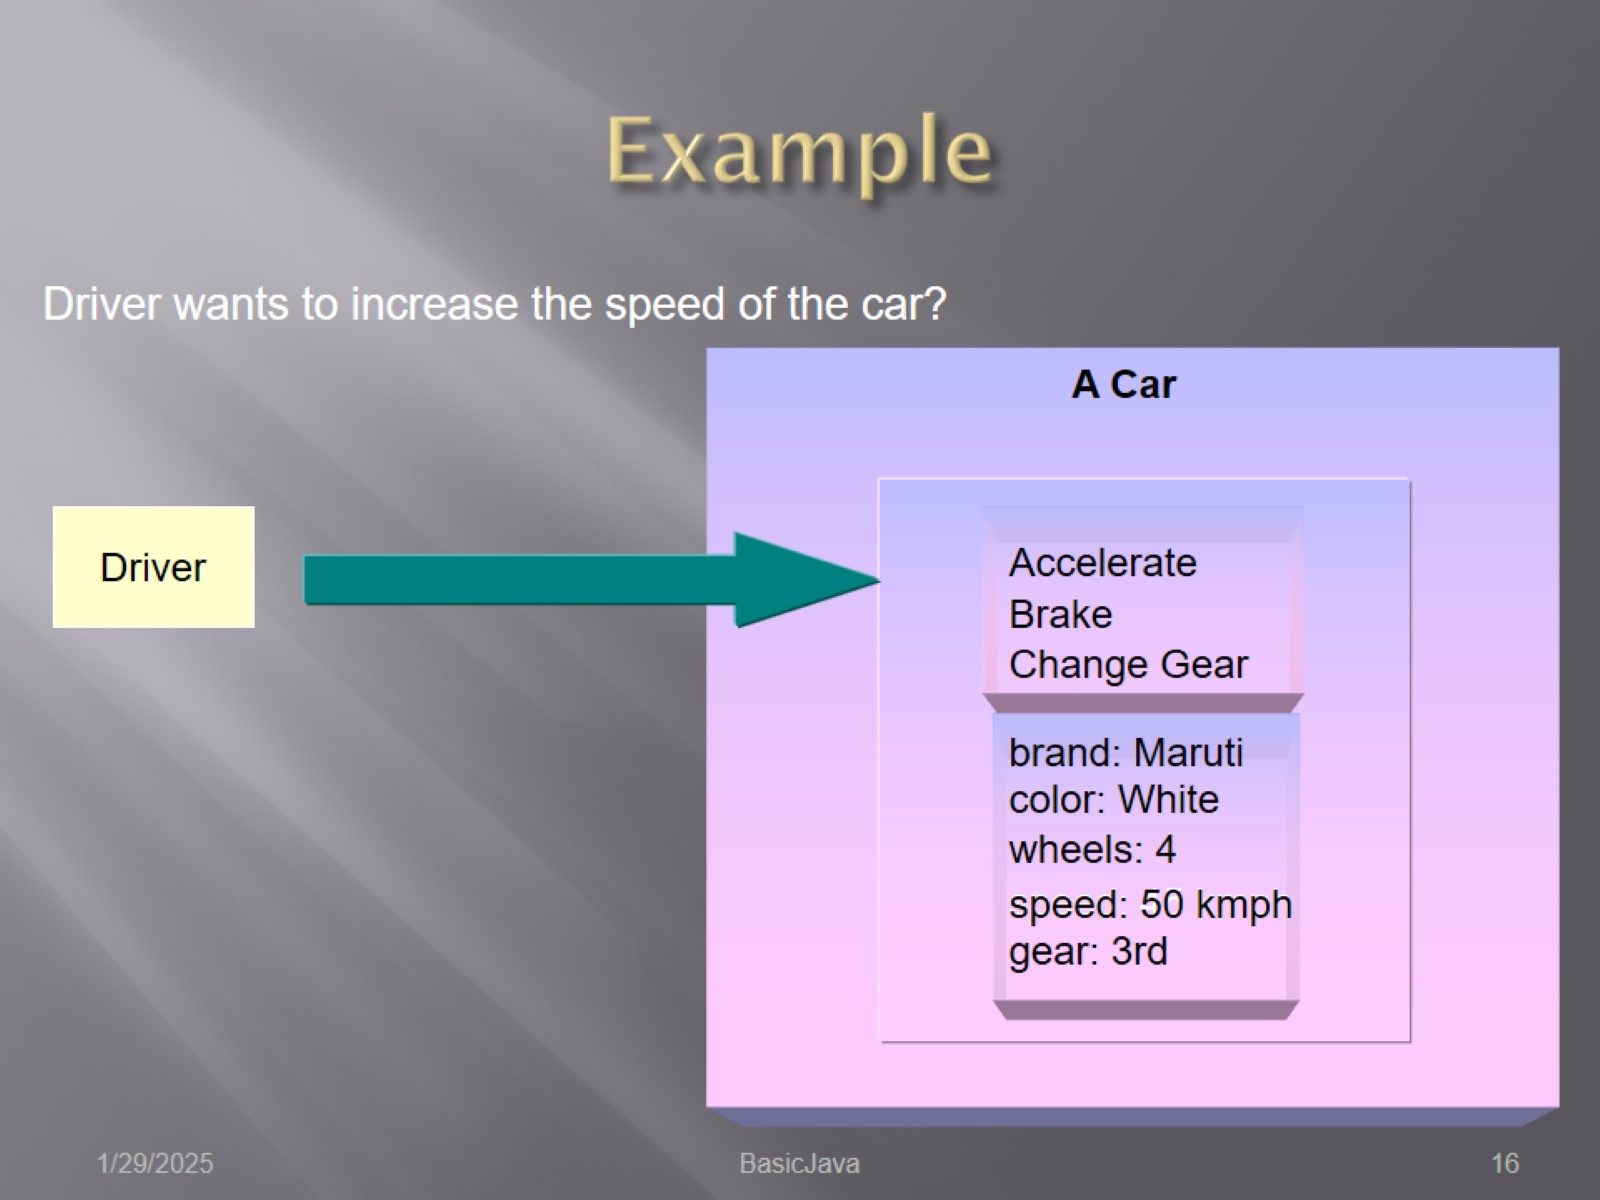 Example
Driver wants to increase the speed of the car?
A Car
Driver
Accelerate
Brake
Change Gear
brand: Maruti
color: White
wheels: 4
speed: 50 kmph
gear: 3rd
1/29/2025
BasicJava
16